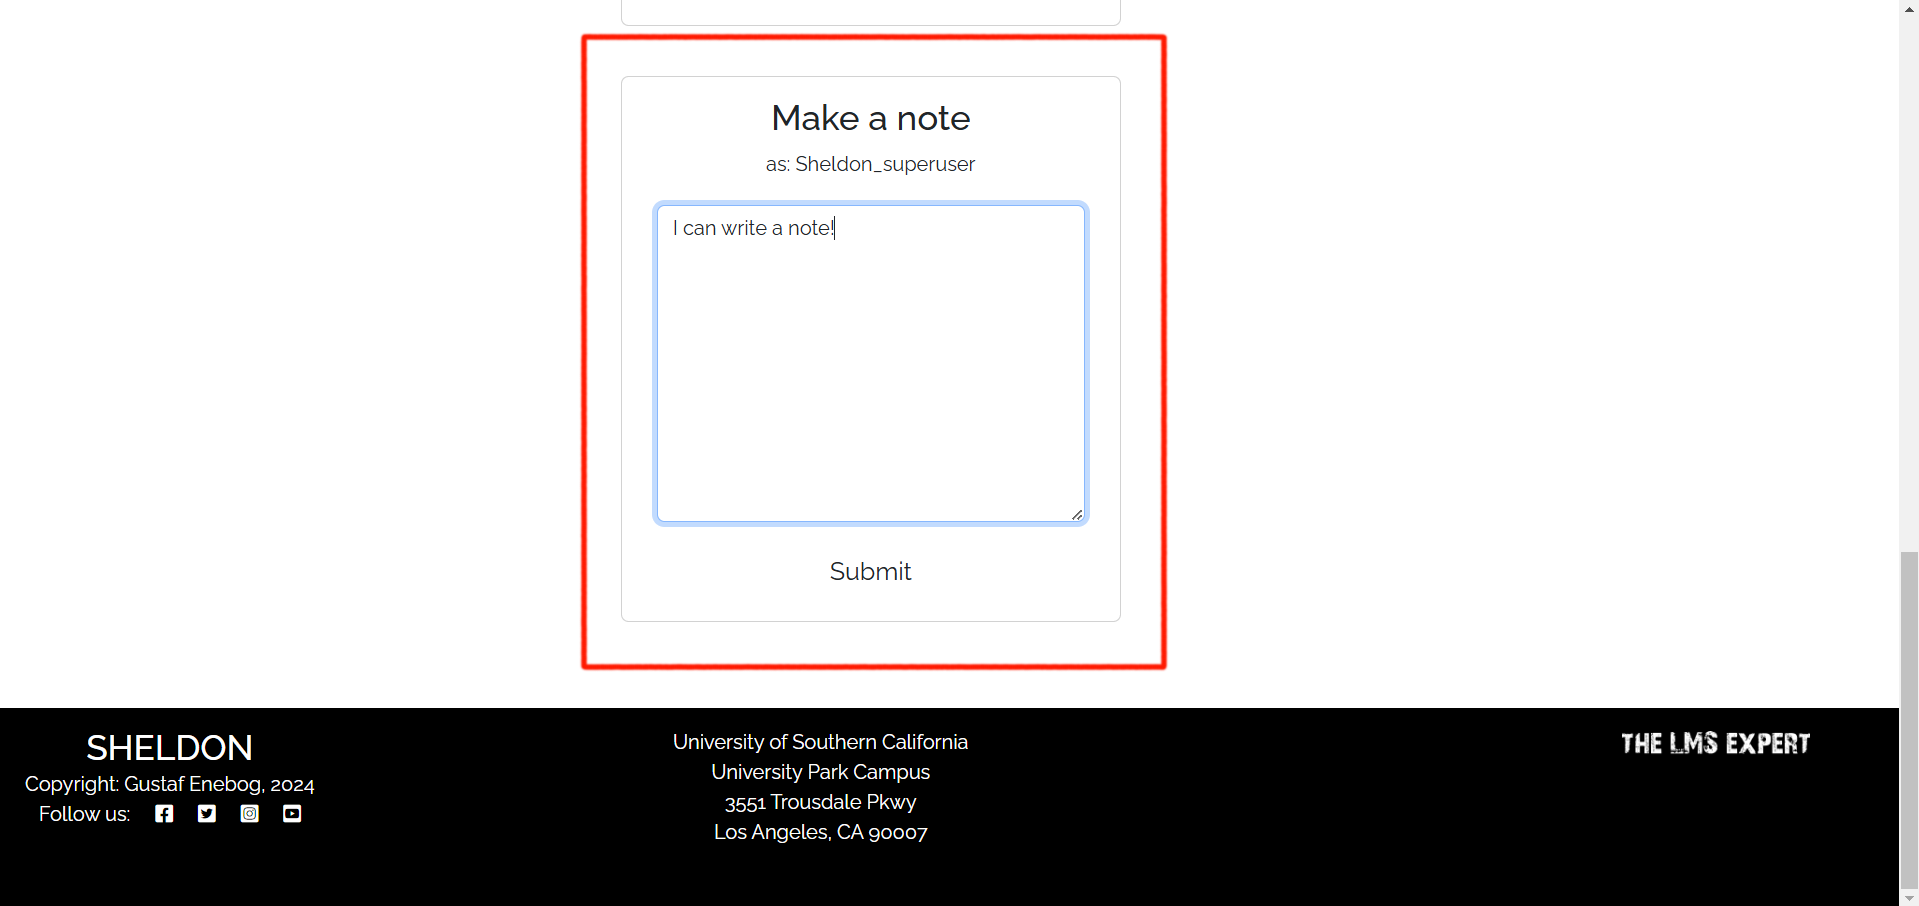 Make a note
as: Sheldon_superuser
I can write a note!
Submit
SHELDON
Copyright: Gustaf Enebog, 2024
Follow us:
University of Southern California
University Park Campus
3551 Trousdale Pkwy
Los Angeles, CA 90007
THE LMS EXPERT